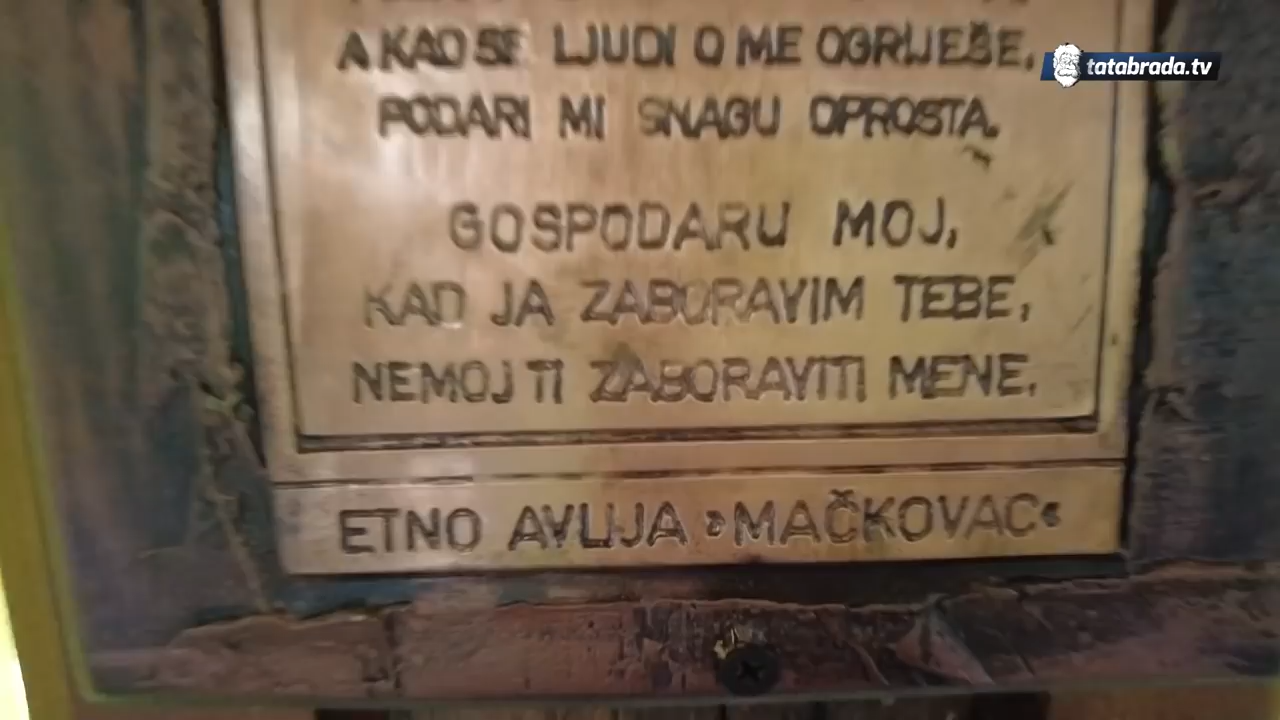 A KAD SE LJUDI O ME OGRIJEŠE,
tatabrada.tv
PODARI MI SNAGU OPROSTA.
GOSPODARU MOJ,
KAD JA ZABORAVIM TEBE,
NEMOJ TI ZABORAVITI MENE.
ETNO AVLIJA »MAČKOVAC«